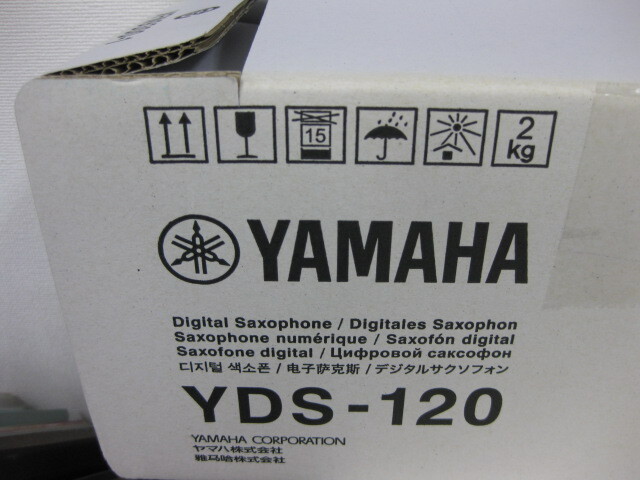 15
2
kg
YAMAHA
Digital Saxophone / Digitales Saxophon
Saxophone numérique / Saxofón digital
Saxofone digital / Цифровой саксофон
디지털 색소폰 / 电子萨克斯 / デジタルサクソフォン
YDS-120
YAMAHA CORPORATION
ヤマハ株式会社
雅马哈株式会社